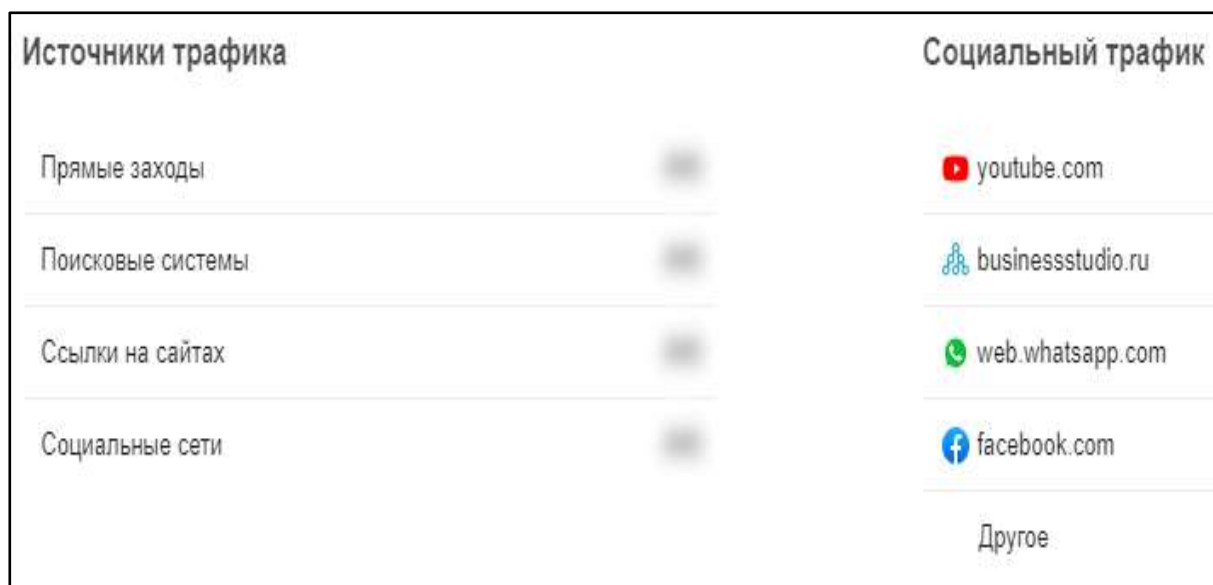 Источники трафика
Прямые заходы
Поисковые системы
Ссылки на сайтах
Социальные сети
Социальный трафик
youtube.com
businessstudio.ru
web.whatsapp.com
facebook.com
Другое